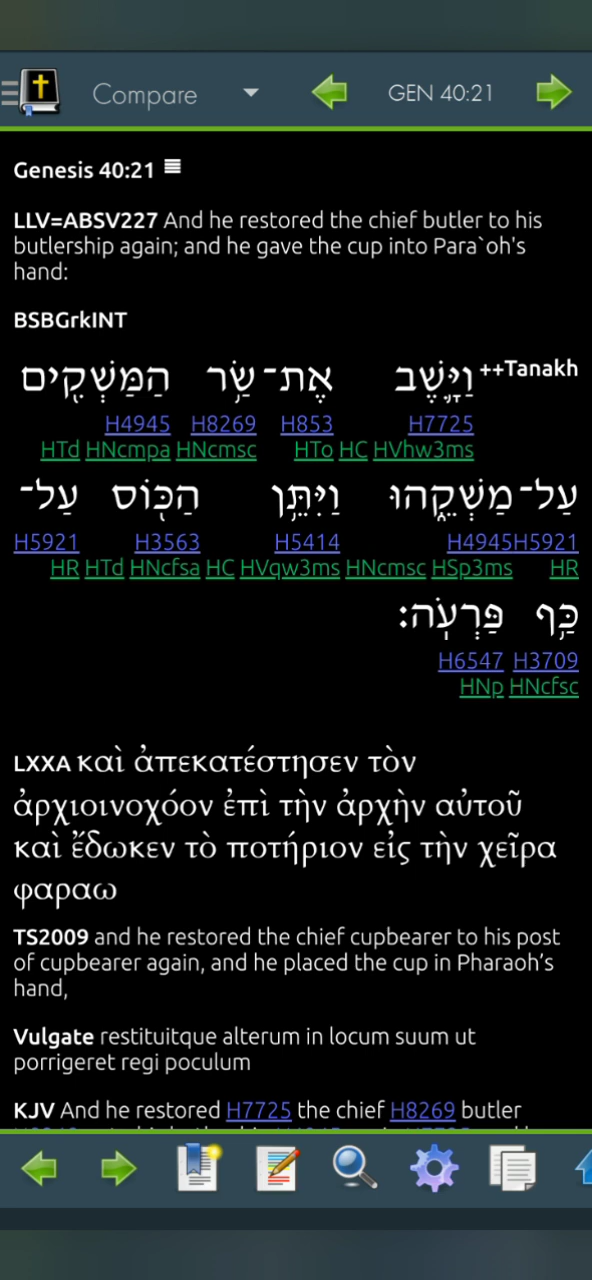 Compare
GEN 40:21
Genesis 40:21
LLV=ABSV227 And he restored the chief butler to his
butlership again; and he gave the cup into Para`oh's
hand:
BSBGrkINT
++Tanakh וַיָּ֛שֶׁב אֶת־ שַׂ֥ר הַמַּשְׁקִ֖ים
H4945 H8269 H853 H7725
HTd HNcmpa HNcmsc HTo HC HVhw3ms
עַל־ מַשְׁקֵ֑הוּ וַיִּתֵּ֥ן הַכּ֖וֹס עַל־
H5921 H3563 H5414 H4945H5921
HR HTd HNcfsa HC HVqw3ms HNcmsc HSp3ms HR
כַּ֥ף פַּרְעֹֽה׃
H6547 H3709
HNp HNcfsc
LXXA καὶ ἀπεκατέστησεν τὸν
ἀρχιοινοχόον ἐπὶ τὴν ἀρχὴν αὐτοῦ
καὶ ἔδωκεν τὸ ποτήριον εἰς τὴν χεῖρα
φαραω
TS2009 and he restored the chief cupbearer to his post
of cupbearer again, and he placed the cup in Pharaoh’s
hand,
Vulgate restituitque alterum in locum suum ut
porrigeret regi poculum
KJV And he restored H7725 the chief H8269 butler